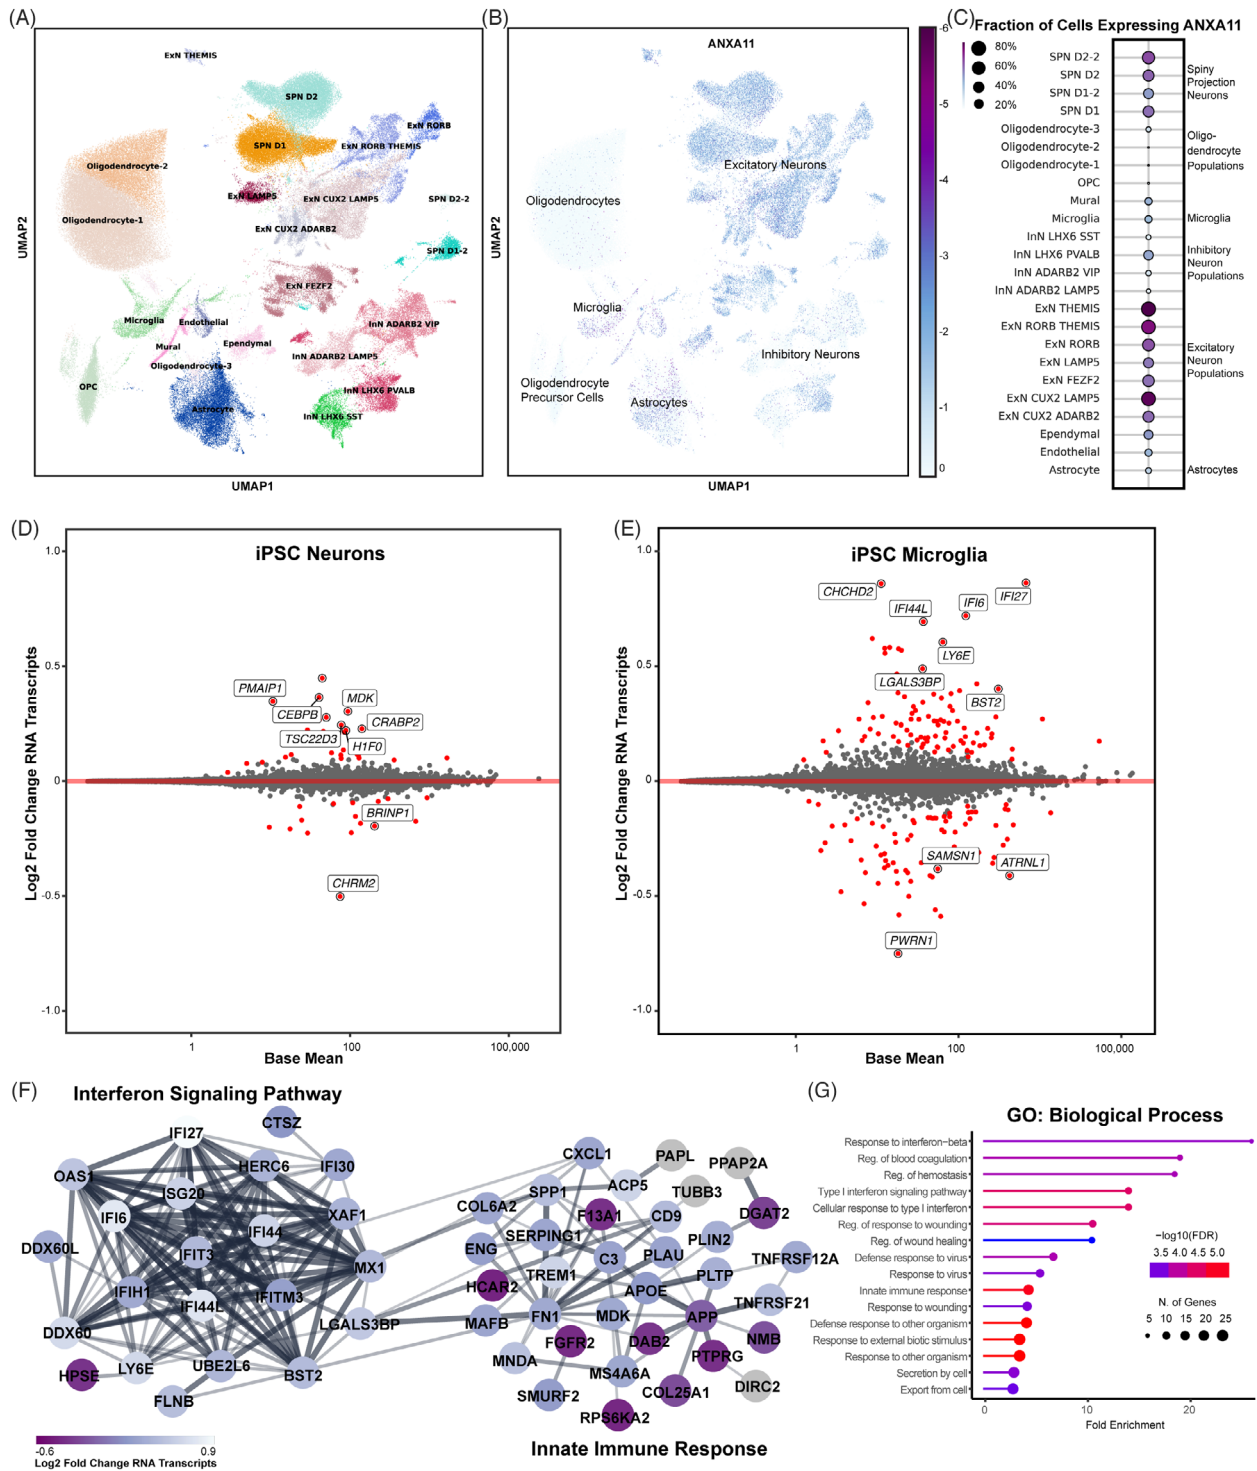 (A)
ExN THEMIS
SPN D2
ExN RORB
SPN D1
ExN RORB THEMIS
Oligodendrocyte-2
ExN LAMP5
ExN CUX2 LAMP5
SPN D2-2
Oligodendrocyte-1
ExN CUX2 ADARB2
SPN D1-2
ExN FEZF2
Microglia
Endothelial
InN ADARB2 VIP
Mural
Ependymal
InN ADARB2 LAMP5
Oligodendrocyte-3
OPC
InN LHX6 PVALB
Astrocyte
InN LHX6 SST
UMAP2
UMAP1
(B)
ANXA11
Excitatory Neurons
Oligodendrocytes
Microglia
Inhibitory Neurons
Oligodendrocyte
Precursor Cells
Astrocytes
UMAP2
UMAP1
-6
-5
-4
-3
-2
-1
0
(C)
Fraction of Cells Expressing ANXA11
80%
60%
40%
20%
SPN D2-2
SPN D2
SPN D1-2
SPN D1
Oligodendrocyte-3
Oligodendrocyte-2
Oligodendrocyte-1
OPC
Mural
Microglia
InN LHX6 SST
InN LHX6 PVALB
InN ADARB2 VIP
InN ADARB2 LAMP5
ExN THEMIS
ExN RORB THEMIS
ExN RORB
ExN LAMP5
ExN FEZF2
ExN CUX2 LAMP5
ExN CUX2 ADARB2
Ependymal
Endothelial
Astrocyte
Spiny
Projection
Neurons
Oligo-
dendrocyte
Populations
Microglia
Inhibitory
Neuron
Populations
Excitatory
Neuron
Populations
Astrocytes
(D)
iPSC Neurons
1.0
0.5
0
-0.5
-1.0
Log2 Fold Change RNA Transcripts
PMAIP1
MDK
CEBPB
CRABP2
TSC22D3
H1F0
BRINP1
CHRM2
1
100
100,000
Base Mean
(E)
iPSC Microglia
1.0
0.5
0
-0.5
-1.0
Log2 Fold Change RNA Transcripts
CHCHD2
IFI44L
IFI6
IFI27
LY6E
LGALS3BP
BST2
SAMSN1
ATRNL1
PWRN1
1
100
100,000
Base Mean
(F)
Interferon Signaling Pathway
CTSZ
IFI27
OAS1
HERC6
IFI30
ISG20
IFI6
XAF1
IFI44
DDX60L
IFIT3
MX1
IFIH1
IFI44L
IFITM3
DDX60
LGALS3BP
HPSE
LY6E
UBE2L6
BST2
FLNB
CXCL1
PAPL
PPAP2A
SPP1
ACP5
TUBB3
COL6A2
F13A1
CD9
DGAT2
SERPING1
ENG
PLIN2
C3
PLAU
TNFRSF12A
TREM1
PLTP
HCAR2
APOE
TNFRSF21
MAFB
FN1
MDK
APP
FGFR2
DAB2
NMB
MNDA
PTPRG
MS4A6A
DIRC2
SMURF2
COL25A1
RPS6KA2
Innate Immune Response
-0.6
0.9
Log2 Fold Change RNA Transcripts
(G)
GO: Biological Process
Response to interferon-beta
Reg. of blood coagulation
Reg. of hemostasis
Type I interferon signaling pathway
Cellular response to type I interferon
Reg. of response to wounding
Reg. of wound healing
Defense response to virus
Response to virus
Innate immune response
Response to wounding
Defense response to other organism
Response to external biotic stimulus
Response to other organism
Secretion by cell
Export from cell
−log10(FDR)
3.5 4.0 4.5 5.0
N. of Genes
5 10 15 20 25
0
10
20
Fold Enrichment